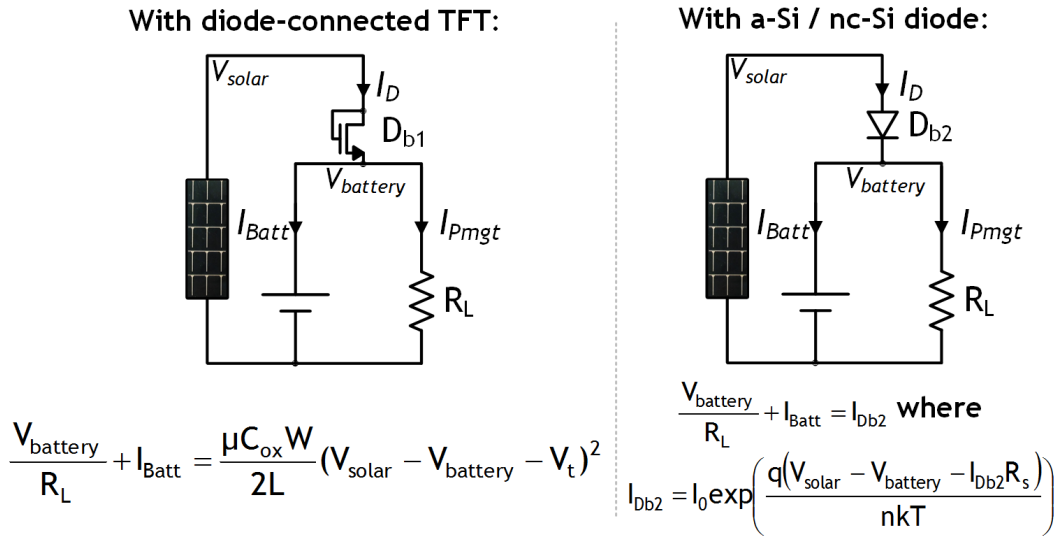 With diode-connected TFT:
V_solar
I_D
D_b1
V_battery
I_Batt
I_Pmgt
R_L
V_battery / R_L + I_Batt = μC_oxW / 2L (V_solar − V_battery − V_t)^2
With a-Si / nc-Si diode:
V_solar
I_D
D_b2
V_battery
I_Batt
I_Pmgt
R_L
V_battery / R_L + I_Batt = I_Db2 where
I_Db2 = I_0 exp( q(V_solar − V_battery − I_Db2 R_s) / nkT )